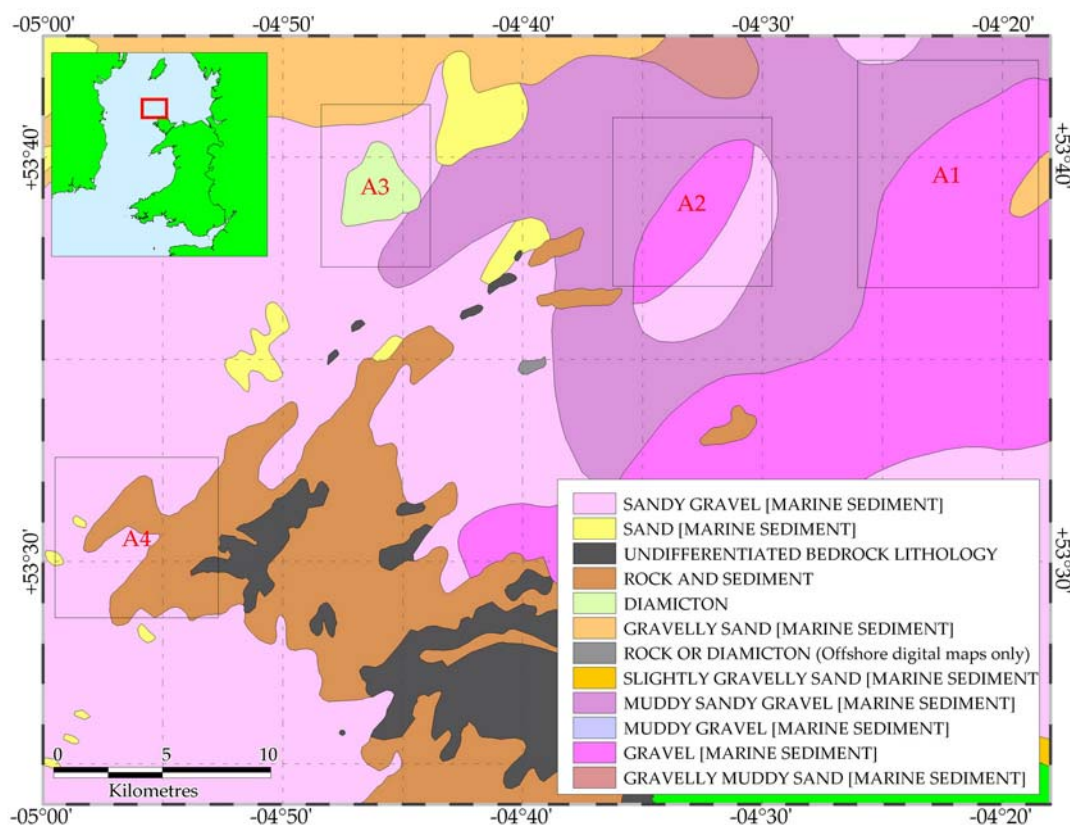 -05°00'
-04°50'
-04°40'
-04°30'
-04°20'
+53°40'
+53°40'
A3
A2
A1
A4
+53°30'
+53°30'
SANDY GRAVEL [MARINE SEDIMENT]
SAND [MARINE SEDIMENT]
UNDIFFERENTIATED BEDROCK LITHOLOGY
ROCK AND SEDIMENT
DIAMICTON
GRAVELLY SAND [MARINE SEDIMENT]
ROCK OR DIAMICTON (Offshore digital maps only)
SLIGHTLY GRAVELLY SAND [MARINE SEDIMENT
MUDDY SANDY GRAVEL [MARINE SEDIMENT]
MUDDY GRAVEL [MARINE SEDIMENT]
GRAVEL [MARINE SEDIMENT]
GRAVELLY MUDDY SAND [MARINE SEDIMENT]
0 5 10
Kilometres
-05°00'
-04°50'
-04°40'
-04°30'
-04°20'